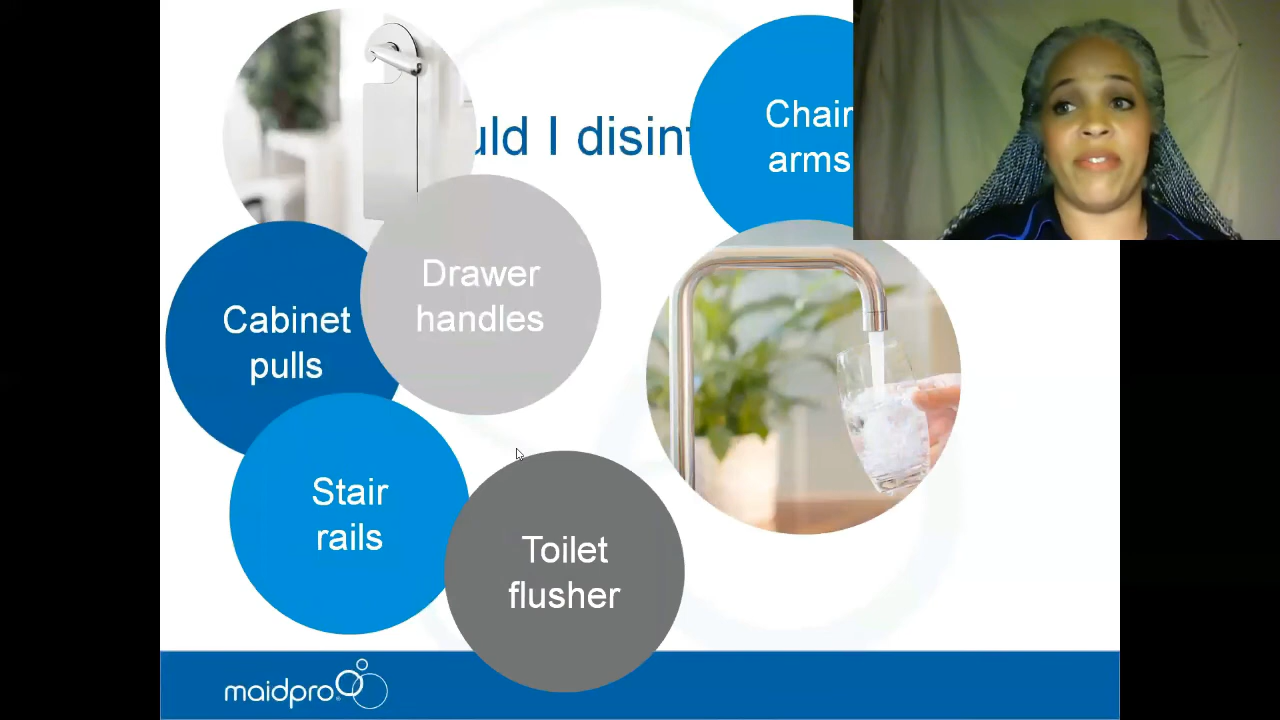 uld I disin
Chair
arms
Drawer
handles
Cabinet
pulls
Stair
rails
Toilet
flusher
maidpro